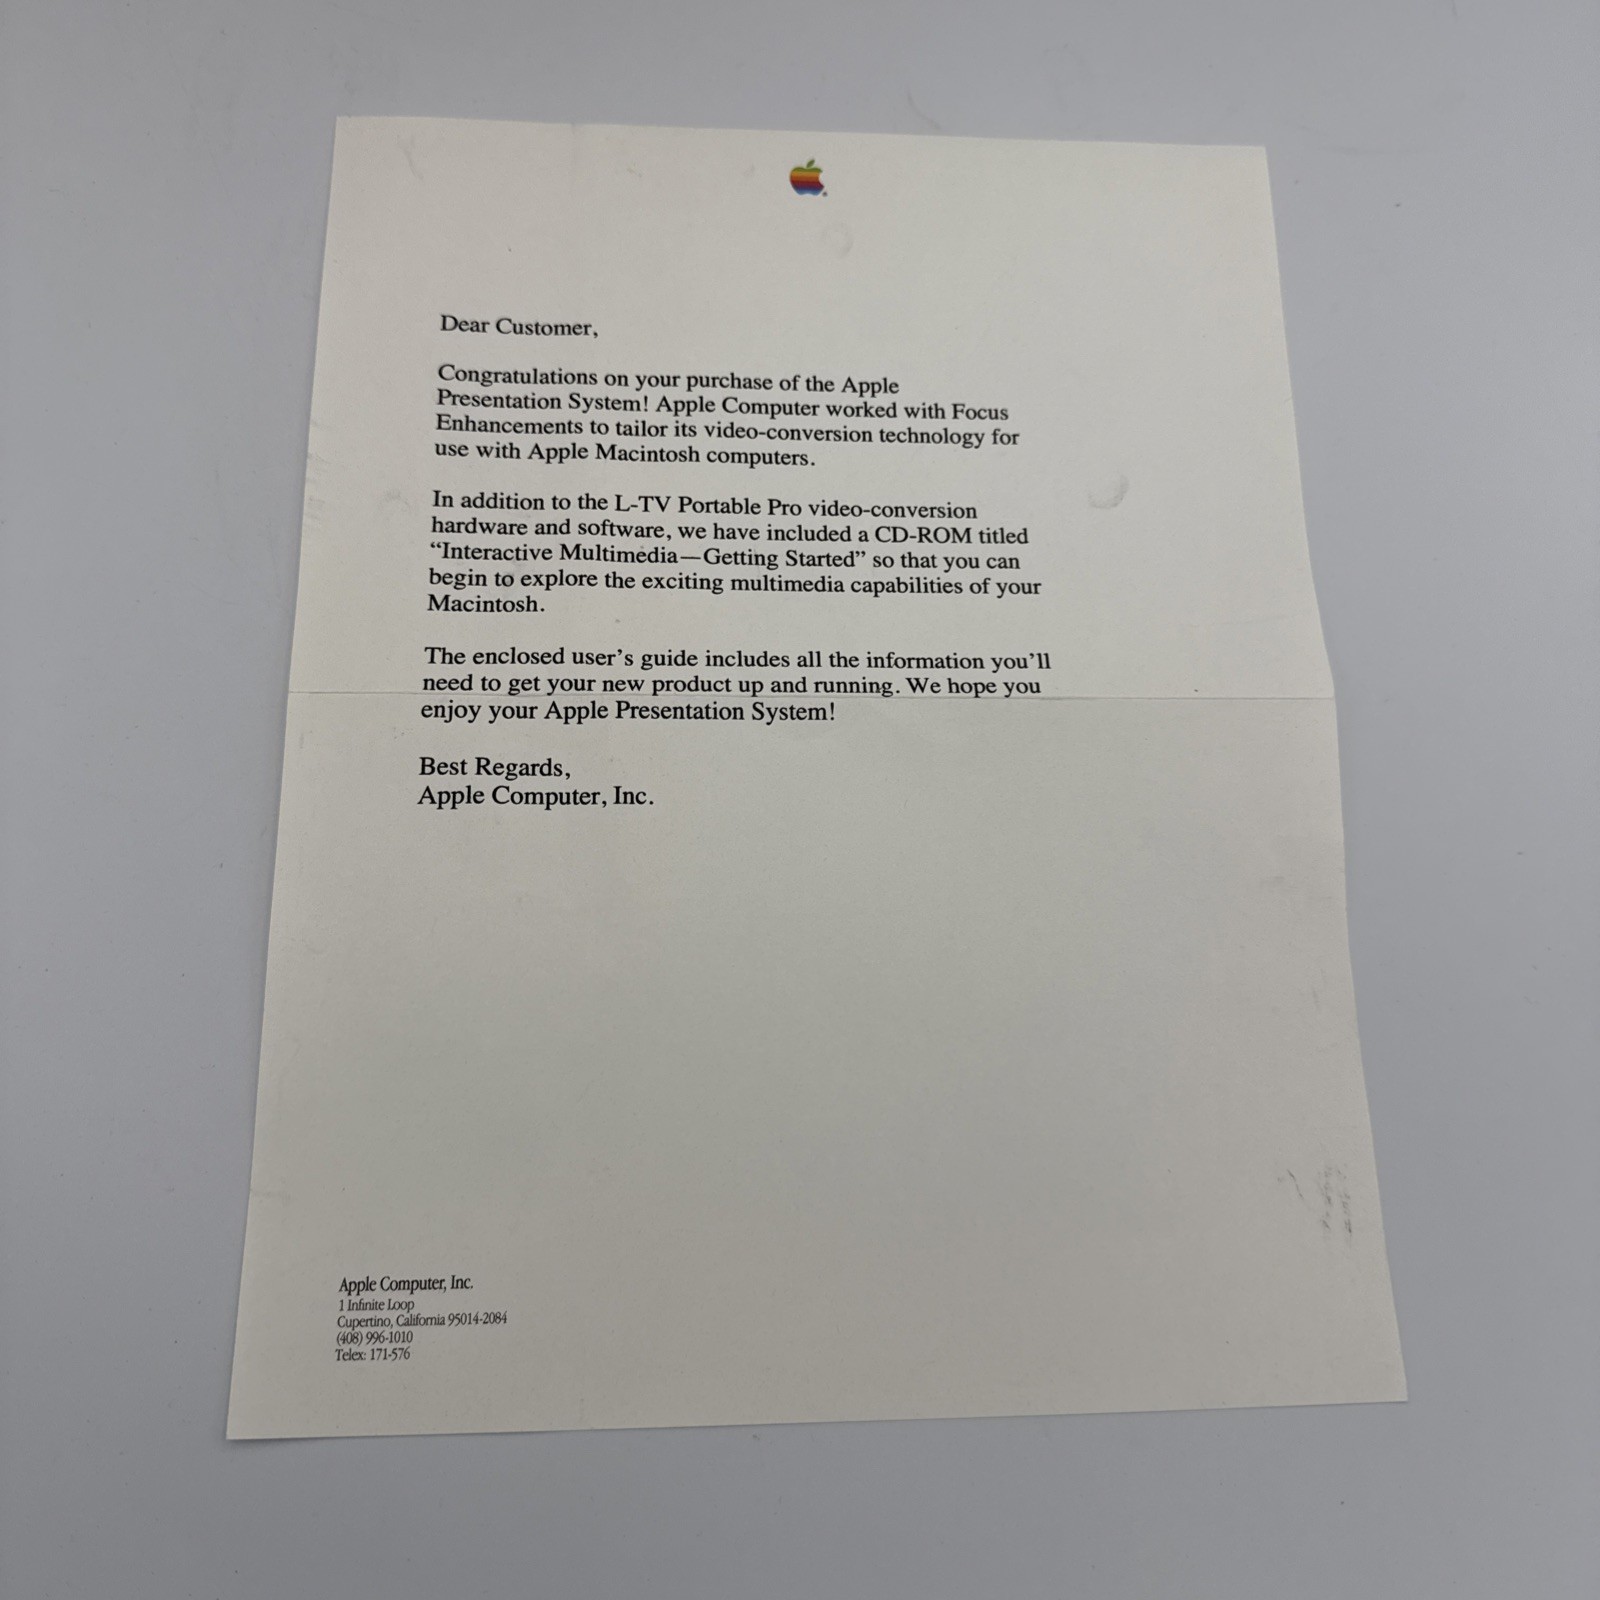 Dear Customer,
Congratulations on your purchase of the Apple
Presentation System! Apple Computer worked with Focus
Enhancements to tailor its video-conversion technology for
use with Apple Macintosh computers.
In addition to the L-TV Portable Pro video-conversion
hardware and software, we have included a CD-ROM titled
“Interactive Multimedia—Getting Started” so that you can
begin to explore the exciting multimedia capabilities of your
Macintosh.
The enclosed user’s guide includes all the information you’ll
need to get your new product up and running. We hope you
enjoy your Apple Presentation System!
Best Regards,
Apple Computer, Inc.
Apple Computer, Inc.
1 Infinite Loop
Cupertino, California 95014-2084
(408) 996-1010
Telex: 171-576